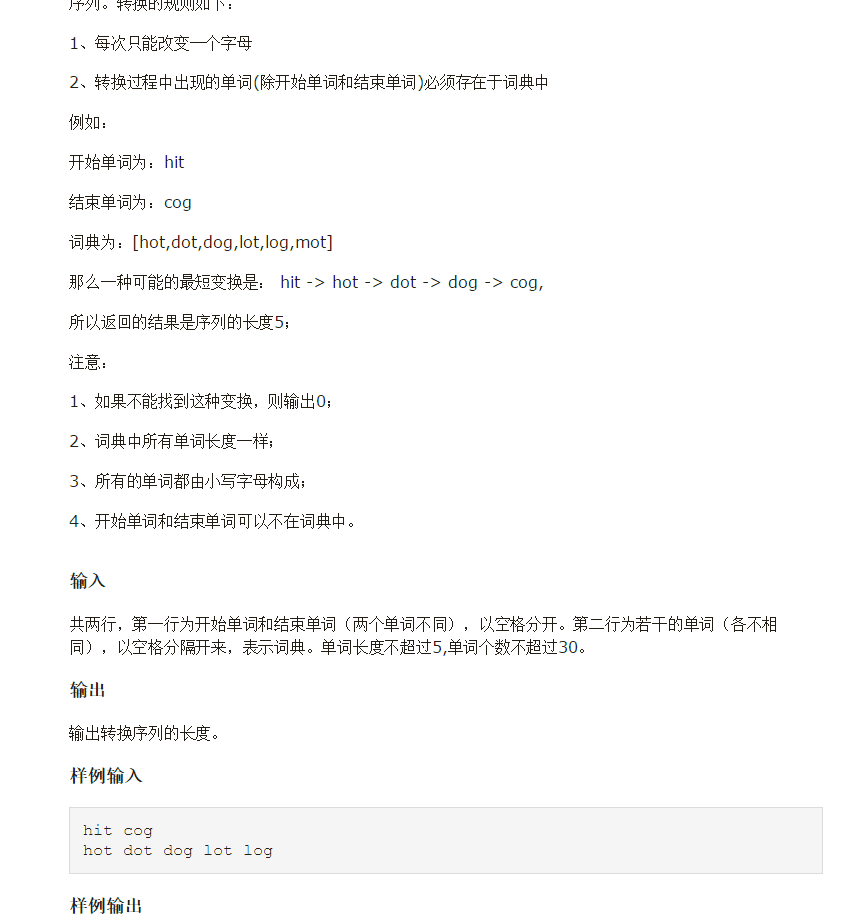 序列。转换的规则如下：
1、每次只能改变一个字母
2、转换过程中出现的单词(除开始单词和结束单词)必须存在于词典中
例如：
开始单词为：hit
结束单词为：cog
词典为：[hot,dot,dog,lot,log,mot]
那么一种可能的最短变换是： hit -> hot -> dot -> dog -> cog,
所以返回的结果是序列的长度5；
注意：
1、如果不能找到这种变换，则输出0；
2、词典中所有单词长度一样；
3、所有的单词都由小写字母构成；
4、开始单词和结束单词可以不在词典中。
输入
共两行，第一行为开始单词和结束单词（两个单词不同），以空格分开。第二行为若干的单词（各不相
同），以空格分隔开来，表示词典。单词长度不超过5,单词个数不超过30。
输出
输出转换序列的长度。
样例输入
hit cog
hot dot dog lot log
样例输出